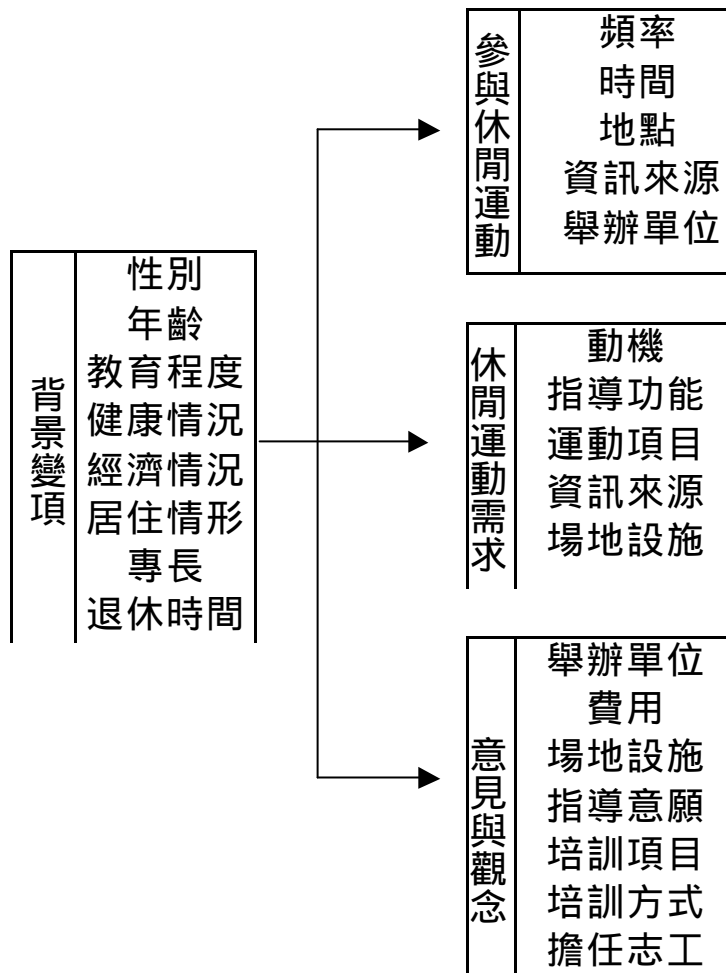 背景變項
性別
年齡
教育程度
健康情況
經濟情況
居住情形
專長
退休時間
參與休閒運動
頻率
時間
地點
資訊來源
舉辦單位
休閒運動需求
動機
指導功能
運動項目
資訊來源
場地設施
意見與觀念
舉辦單位
費用
場地設施
指導意願
培訓項目
培訓方式
擔任志工